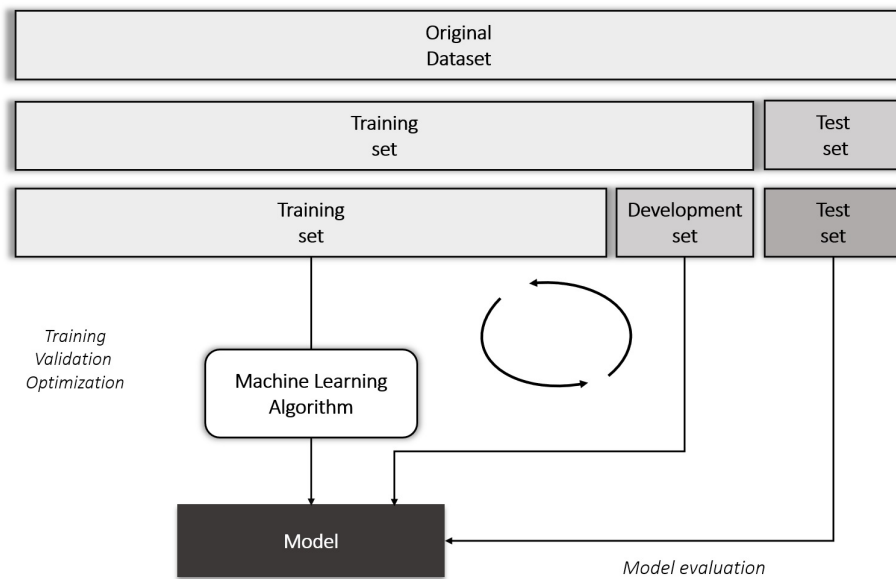 Original
Dataset
Training
set
Test
set
Training
set
Development
set
Test
set
Training
Validation
Optimization
Machine Learning
Algorithm
Model
Model evaluation